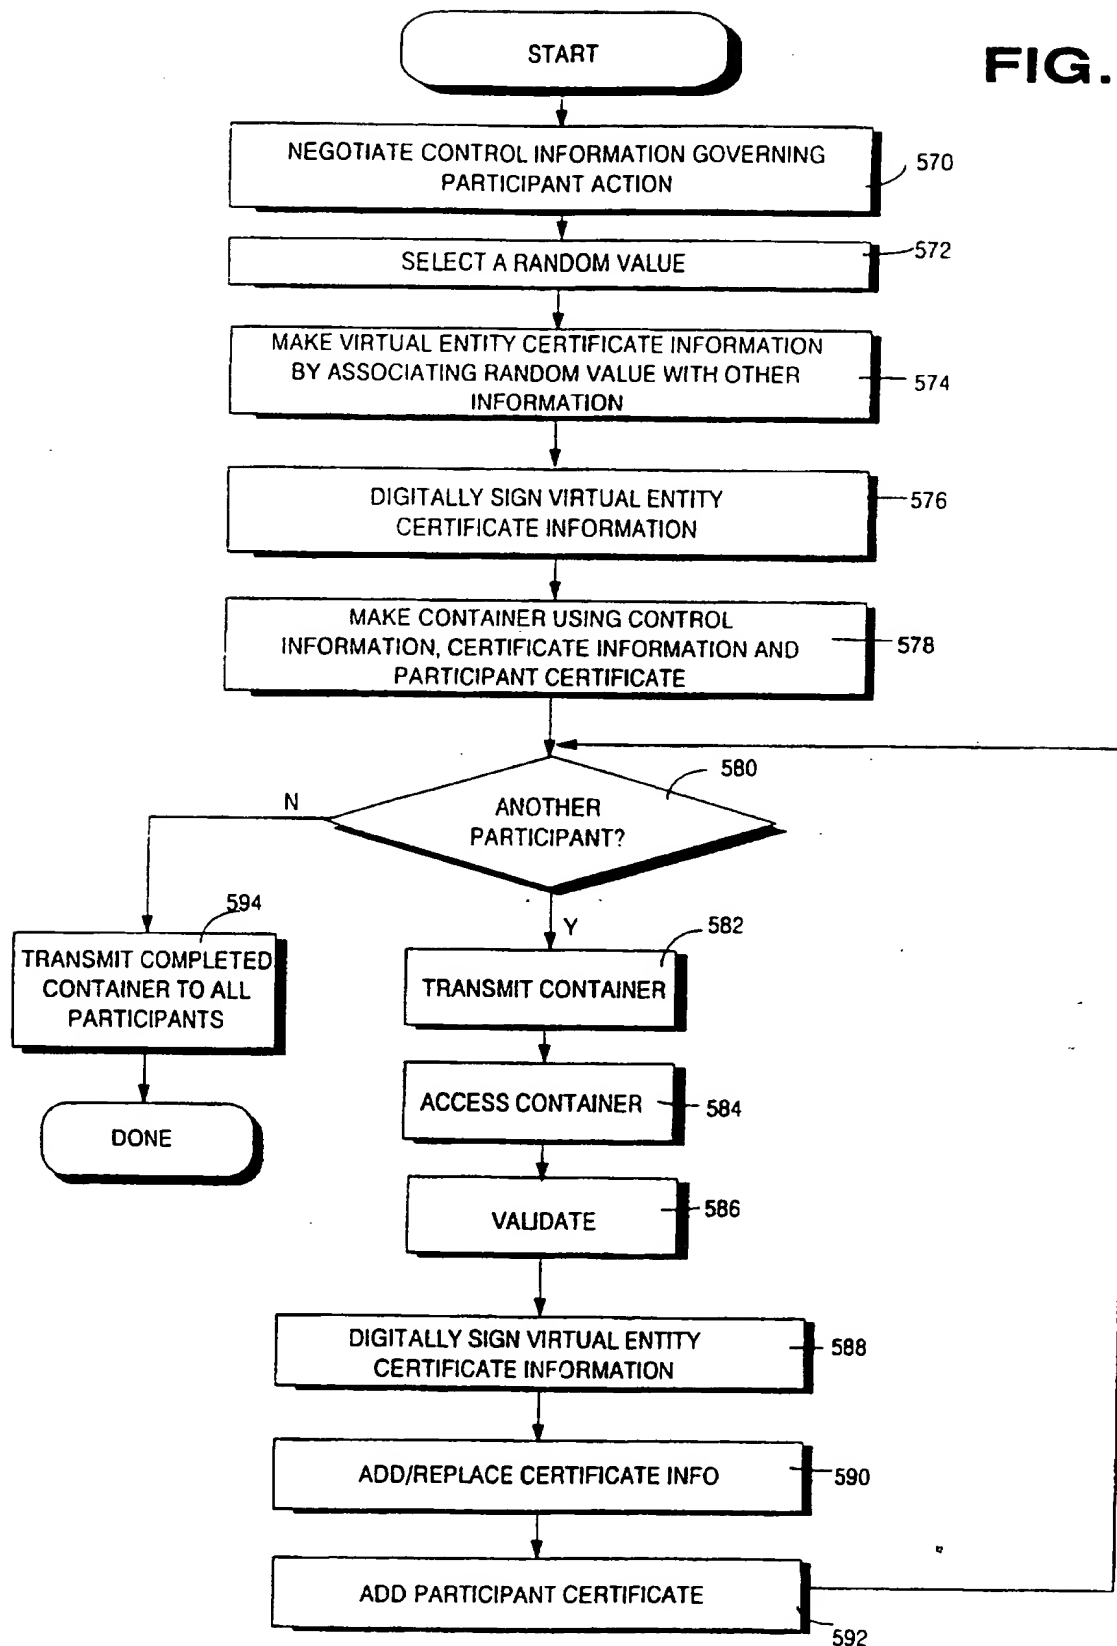 FIG.
START
NEGOTIATE CONTROL INFORMATION GOVERNING
PARTICIPANT ACTION
570
SELECT A RANDOM VALUE
572
MAKE VIRTUAL ENTITY CERTIFICATE INFORMATION
BY ASSOCIATING RANDOM VALUE WITH OTHER
INFORMATION
574
DIGITALLY SIGN VIRTUAL ENTITY
CERTIFICATE INFORMATION
576
MAKE CONTAINER USING CONTROL
INFORMATION, CERTIFICATE INFORMATION AND
PARTICIPANT CERTIFICATE
578
580
ANOTHER
PARTICIPANT?
N
Y
594
TRANSMIT COMPLETED
CONTAINER TO ALL
PARTICIPANTS
DONE
582
TRANSMIT CONTAINER
ACCESS CONTAINER
584
VALIDATE
586
DIGITALLY SIGN VIRTUAL ENTITY
CERTIFICATE INFORMATION
588
ADD/REPLACE CERTIFICATE INFO
590
ADD PARTICIPANT CERTIFICATE
592